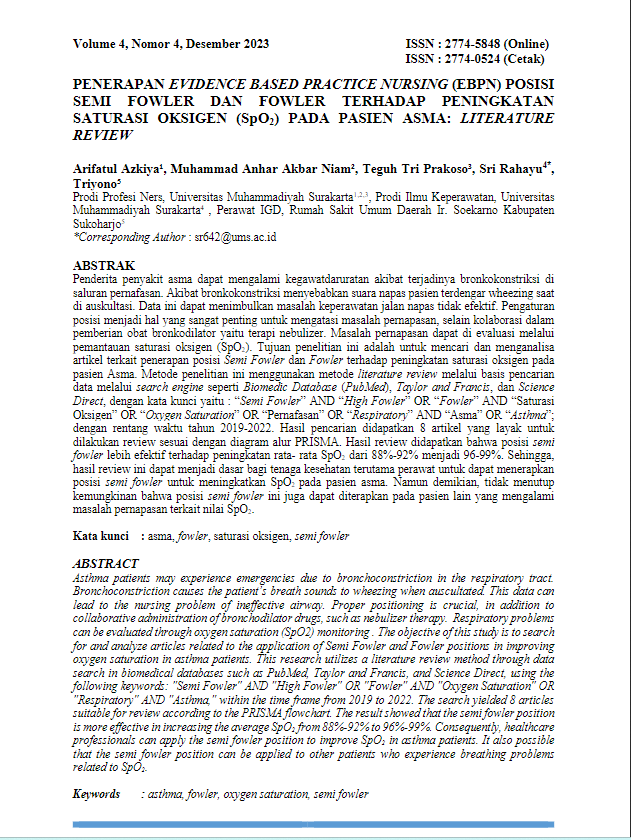 Volume 4, Nomor 4, Desember 2023 ISSN : 2774-5848 (Online)
ISSN : 2774-0524 (Cetak)
PENERAPAN EVIDENCE BASED PRACTICE NURSING (EBPN) POSISI
SEMI FOWLER DAN FOWLER TERHADAP PENINGKATAN
SATURASI OKSIGEN (SpO₂) PADA PASIEN ASMA: LITERATURE
REVIEW
Arifatul Azkiya¹, Muhammad Anhar Akbar Niam², Teguh Tri Prakoso³, Sri Rahayu⁴*,
Triyono⁵
Prodi Profesi Ners, Universitas Muhammadiyah Surakarta¹,²,³, Prodi Ilmu Keperawatan, Universitas
Muhammadiyah Surakarta⁴ , Perawat IGD, Rumah Sakit Umum Daerah Ir. Soekarno Kabupaten
Sukoharjo⁵
*Corresponding Author : sr642@ums.ac.id
ABSTRAK
Penderita penyakit asma dapat mengalami kegawatdaruratan akibat terjadinya bronkokonstriksi di
saluran pernafasan. Akibat bronkokonstriksi menyebabkan suara napas pasien terdengar wheezing saat
di auskultasi. Data ini dapat menimbulkan masalah keperawatan jalan napas tidak efektif. Pengaturan
posisi menjadi hal yang sangat penting untuk mengatasi masalah pernapasan, selain kolaborasi dalam
pemberian obat bronkodilator yaitu terapi nebulizer. Masalah pernapasan dapat di evaluasi melalui
pemantauan saturasi oksigen (SpO₂). Tujuan penelitian ini adalah untuk mencari dan menganalisa
artikel terkait penerapan posisi Semi Fowler dan Fowler terhadap peningkatan saturasi oksigen pada
pasien Asma. Metode penelitian ini menggunakan metode literature review melalui basis pencarian
data melalui search engine seperti Biomedic Database (PubMed), Taylor and Francis, dan Science
Direct, dengan kata kunci yaitu : “Semi Fowler” AND “High Fowler” OR “Fowler” AND “Saturasi
Oksigen” OR “Oxygen Saturation” OR “Pernafasan” OR “Respiratory” AND “Asma” OR “Asthma”;
dengan rentang waktu tahun 2019-2022. Hasil pencarian didapatkan 8 artikel yang layak untuk
dilakukan review sesuai dengan diagram alur PRISMA. Hasil review didapatkan bahwa posisi semi
fowler lebih efektif terhadap peningkatan rata- rata SpO₂ dari 88%-92% menjadi 96-99%. Sehingga,
hasil review ini dapat menjadi dasar bagi tenaga kesehatan terutama perawat untuk dapat menerapkan
posisi semi fowler untuk meningkatkan SpO₂ pada pasien asma. Namun demikian, tidak menutup
kemungkinan bahwa posisi semi fowler ini juga dapat diterapkan pada pasien lain yang mengalami
masalah pernapasan terkait nilai SpO₂.
Kata kunci : asma, fowler, saturasi oksigen, semi fowler
ABSTRACT
Asthma patients may experience emergencies due to bronchoconstriction in the respiratory tract.
Bronchoconstriction causes the patient’s breath sounds to wheezing when auscultated. This data can
lead to the nursing problem of ineffective airway. Proper positioning is crucial, in addition to
collaborative administration of bronchodilator drugs, such as nebulizer therapy. Respiratory problems
can be evaluated through oxygen saturation (SpO2) monitoring . The objective of this study is to search
for and analyze articles related to the application of Semi Fowler and Fowler positions in improving
oxygen saturation in asthma patients. This research utilizes a literature review method through data
search in biomedical databases such as PubMed, Taylor and Francis, and Science Direct, using the
following keywords: "Semi Fowler" AND "High Fowler" OR "Fowler" AND "Oxygen Saturation" OR
"Respiratory" AND "Asthma," within the time frame from 2019 to 2022. The search yielded 8 articles
suitable for review according to the PRISMA flowchart. The result showed that the semi fowler position
is more effective in increasing the average SpO₂ from 88%-92% to 96%-99%. Consequently, healthcare
professionals can apply the semi fowler position to improve SpO₂ in asthma patients. It also possible
that the semi fowler position can be applied to other patients who experience breathing problems
related to SpO₂.
Keywords : asthma, fowler, oxygen saturation, semi fowler